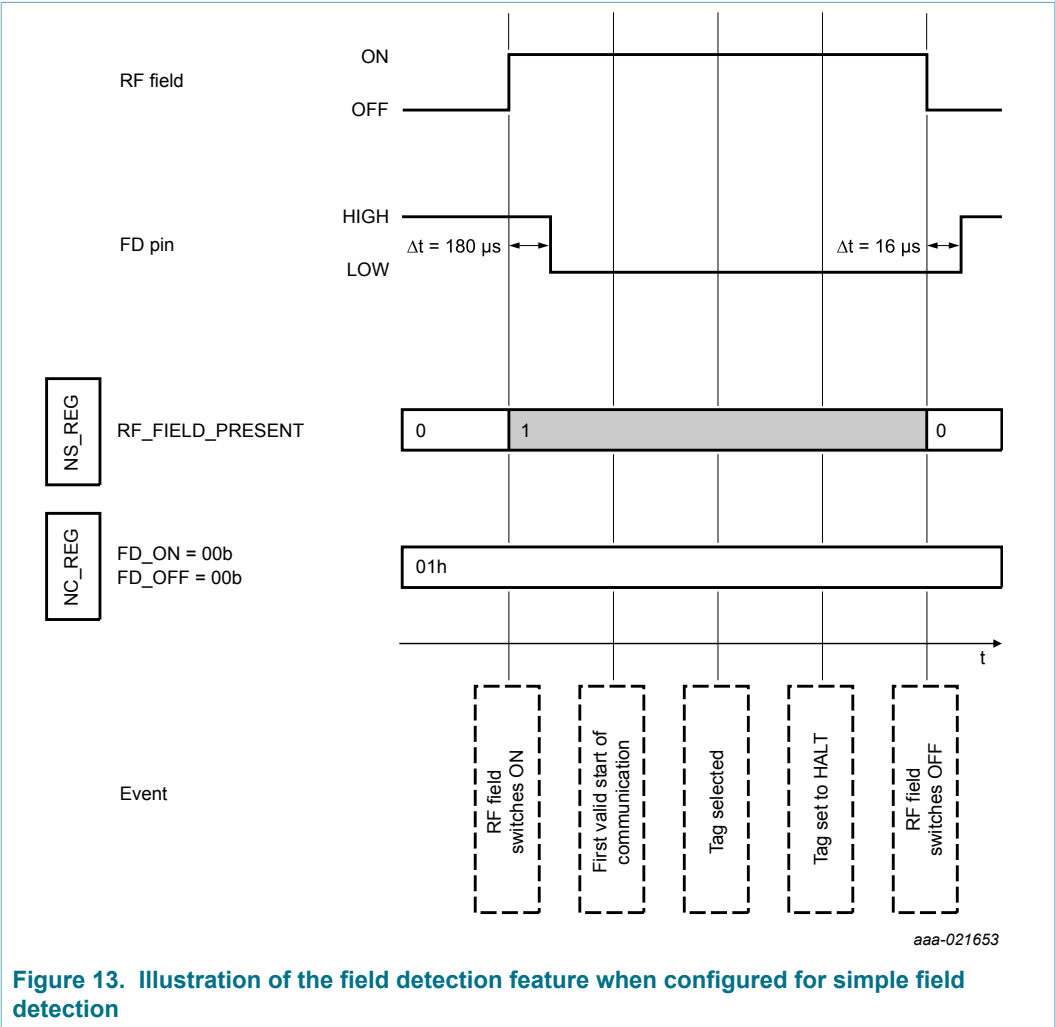 RF field
ON
OFF
FD pin
HIGH
LOW
Δt = 180 µs
Δt = 16 µs
NS_REG
RF_FIELD_PRESENT
0
1
0
NC_REG
FD_ON = 00b
FD_OFF = 00b
01h
t
Event
RF field
switches ON
First valid start of
communication
Tag selected
Tag set to HALT
RF field
switches OFF
aaa-021653
Figure 13. Illustration of the field detection feature when configured for simple field
detection